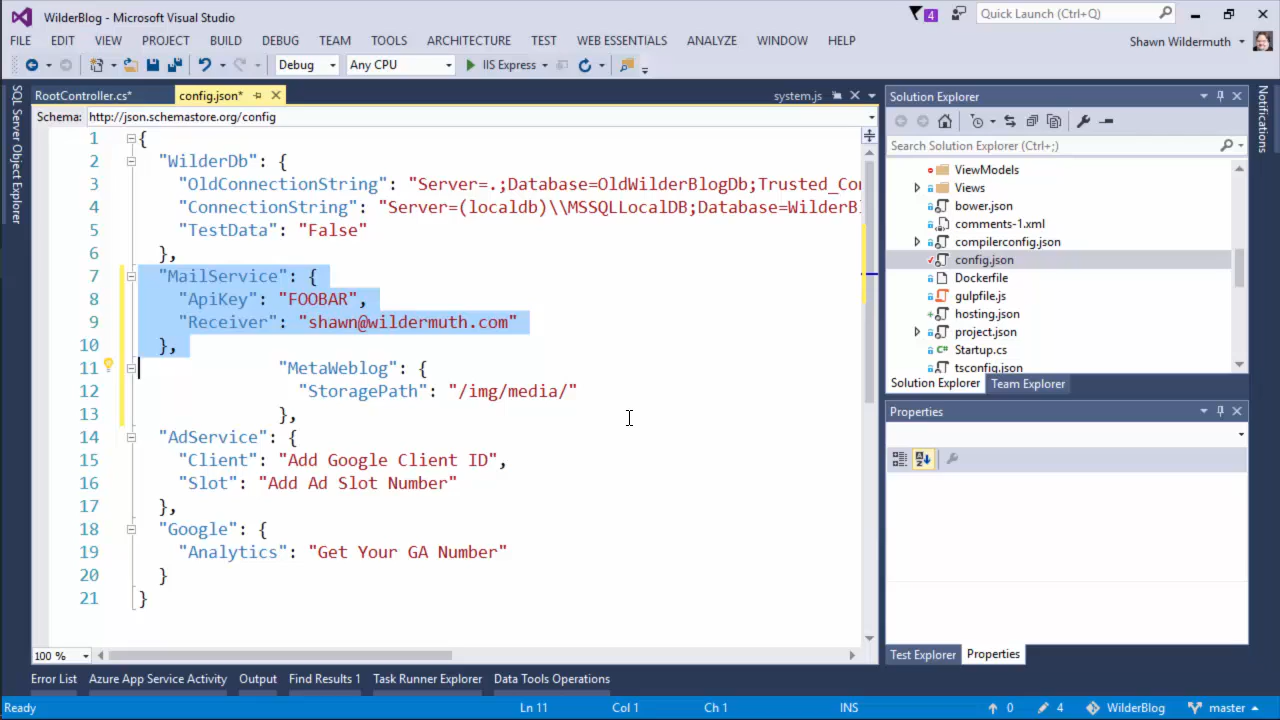 WilderBlog - Microsoft Visual Studio
4
Quick Launch (Ctrl+Q)
FILE EDIT VIEW PROJECT BUILD DEBUG TEAM TOOLS ARCHITECTURE TEST WEB ESSENTIALS ANALYZE WINDOW HELP
Shawn Wildermuth
Debug Any CPU IIS Express
SQL Server Object Explorer
RootController.cs* config.json* system.js
Schema: http://json.schemastore.org/config
1 {
2 "WilderDb": {
3 "OldConnectionString": "Server=.;Database=OldWilderBlogDb;Trusted_Co
4 "ConnectionString": "Server=(localdb)\\MSSQLLocalDB;Database=WilderB
5 "TestData": "False"
6 },
7 "MailService": {
8 "ApiKey": "FOOBAR",
9 "Receiver": "shawn@wildermuth.com"
10 },
11 "MetaWeblog": {
12 "StoragePath": "/img/media/"
13 },
14 "AdService": {
15 "Client": "Add Google Client ID",
16 "Slot": "Add Ad Slot Number"
17 },
18 "Google": {
19 "Analytics": "Get Your GA Number"
20 }
21 }
100 %
Solution Explorer
Search Solution Explorer (Ctrl+;)
ViewModels
Views
bower.json
comments-1.xml
compilerconfig.json
config.json
Dockerfile
gulpfile.js
hosting.json
project.json
Startup.cs
tsconfig.json
Solution Explorer Team Explorer
Properties
Test Explorer Properties
Notifications
Error List Azure App Service Activity Output Find Results 1 Task Runner Explorer Data Tools Operations
Ready Ln 11 Col 1 Ch 1 INS 0 4 WilderBlog master